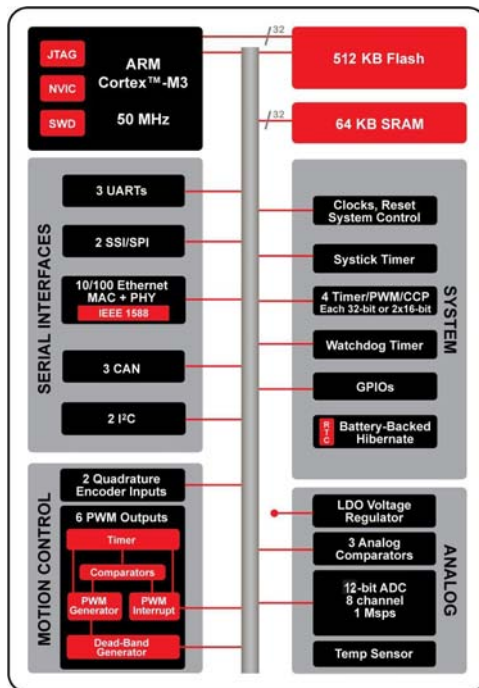 JTAG
NVIC
SWD
ARM
Cortex™-M3
50 MHz
32
512 KB Flash
32
64 KB SRAM
SERIAL INTERFACES
3 UARTs
2 SSI/SPI
10/100 Ethernet
MAC + PHY
IEEE 1588
3 CAN
2 I²C
SYSTEM
Clocks, Reset
System Control
Systick Timer
4 Timer/PWM/CCP
Each 32-bit or 2x16-bit
Watchdog Timer
GPIOs
RTC
Battery-Backed
Hibernate
MOTION CONTROL
2 Quadrature
Encoder Inputs
6 PWM Outputs
Timer
Comparators
PWM
Generator
PWM
Interrupt
Dead-Band
Generator
ANALOG
LDO Voltage
Regulator
3 Analog
Comparators
12-bit ADC
8 channel
1 Msps
Temp Sensor